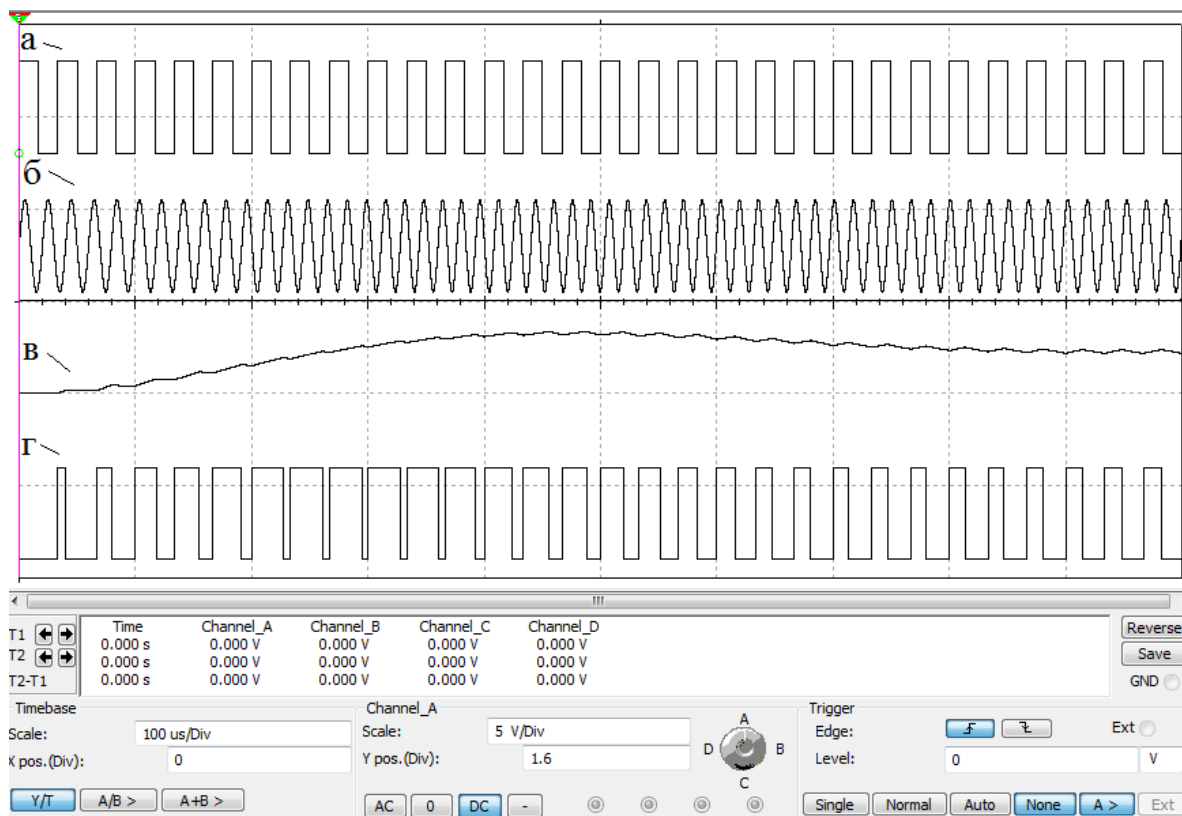 а
б
в
г
III
Time Channel_A Channel_B Channel_C Channel_D
T1 0.000 s 0.000 V 0.000 V 0.000 V 0.000 V
T2 0.000 s 0.000 V 0.000 V 0.000 V 0.000 V
T2-T1 0.000 s 0.000 V 0.000 V 0.000 V 0.000 V
Reverse
Save
GND
Timebase
Scale: 100 us/Div
X pos.(Div): 0
Y/T A/B > A+B >
Channel_A
Scale: 5 V/Div
Y pos.(Div): 1.6
AC 0 DC -
A
D B
C
Trigger
Edge: Ext
Level: 0 V
Single Normal Auto None A > Ext